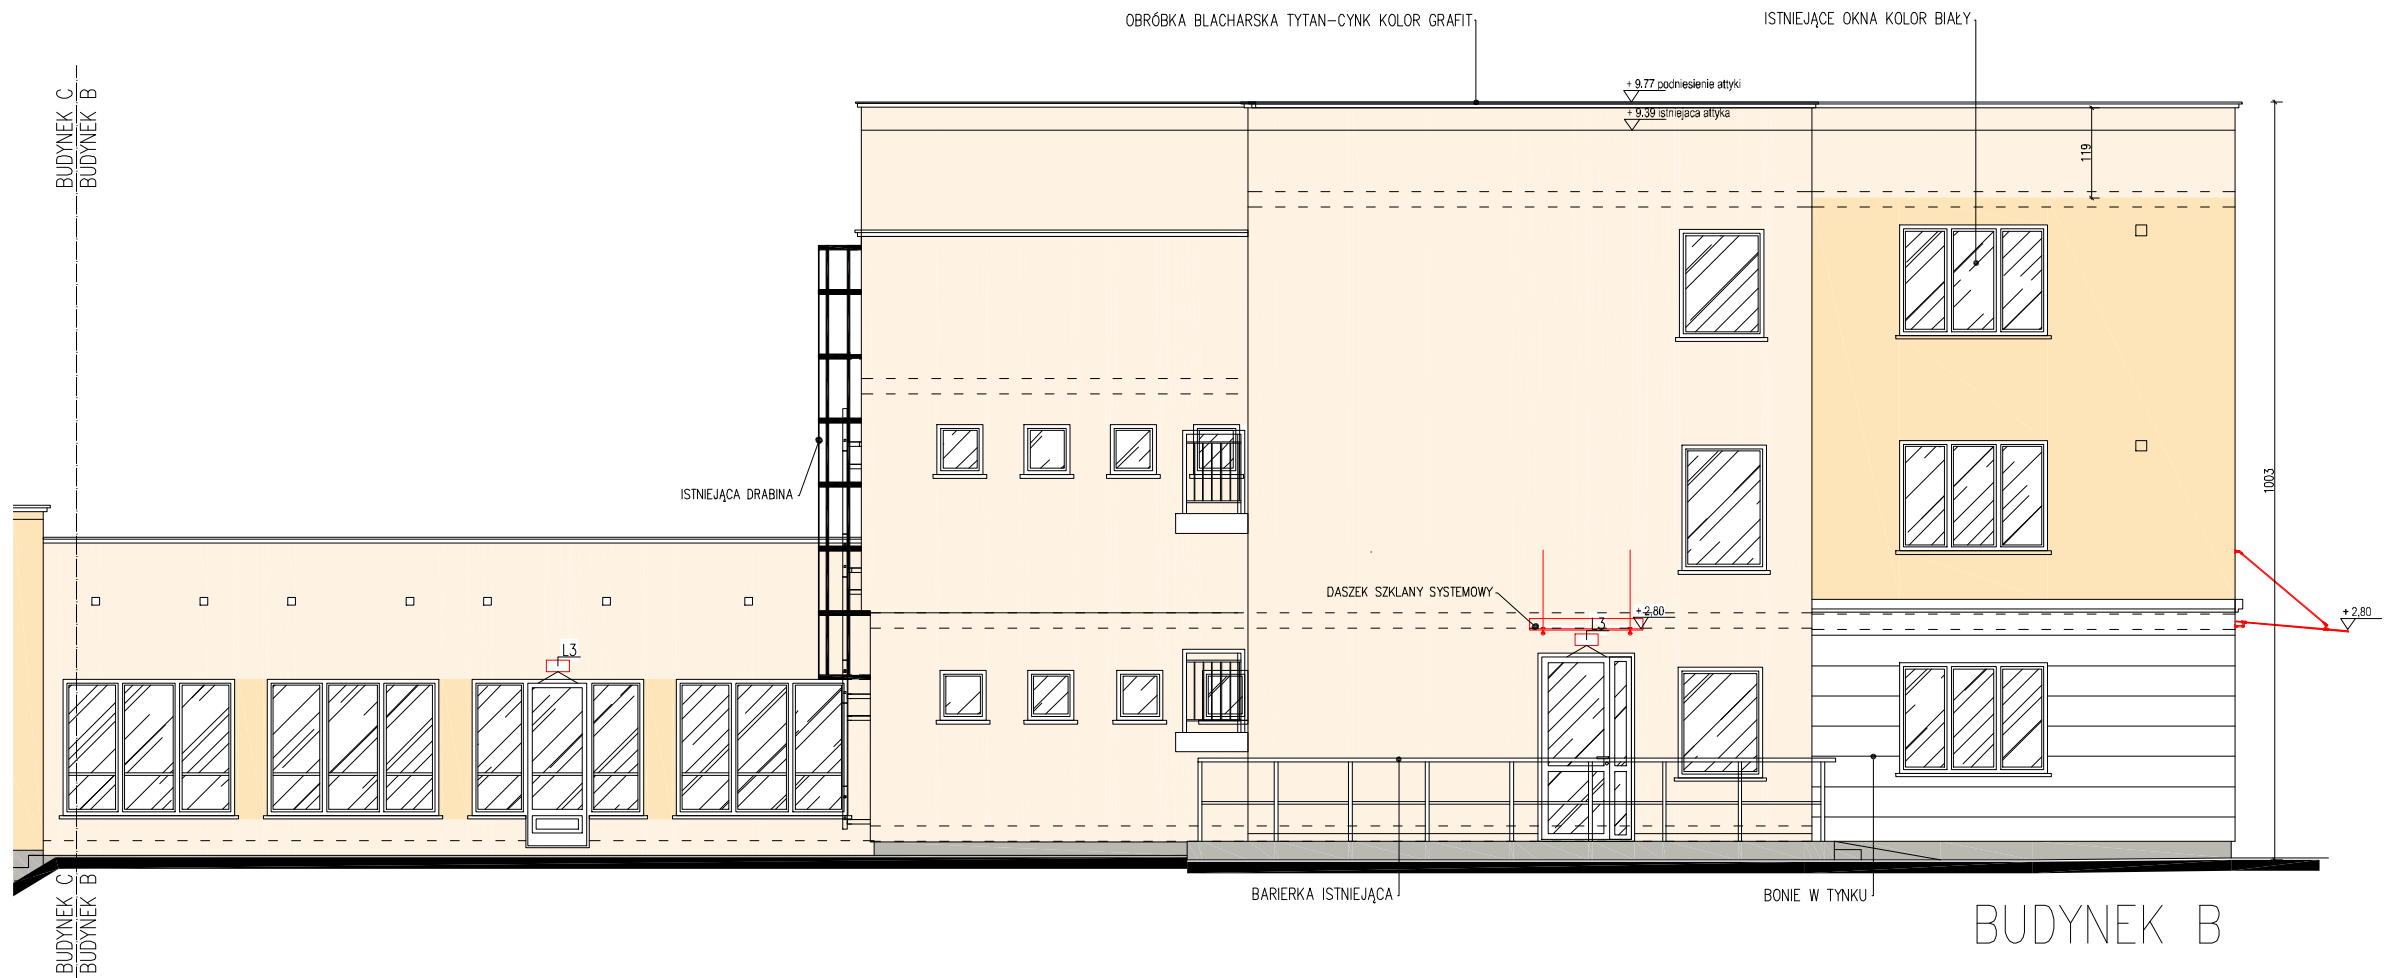 OBRÓBKA BLACHARSKA TYTAN-CYNK KOLOR GRAFIT
ISTNIEJĄCE OKNA KOLOR BIAŁY
BUDYNEK C
BUDYNEK B
+ 9.77 podniesienie attyki
+ 9.39 istniejaca attyka
119
1003
ISTNIEJĄCA DRABINA
DASZEK SZKLANY SYSTEMOWY
+ 2,80
L3
+ 2,80
L3
BARIERKA ISTNIEJĄCA
BONIE W TYNKU
BUDYNEK C
BUDYNEK B
BUDYNEK B